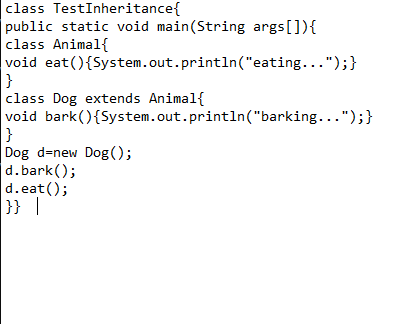 class TestInheritance{
public static void main(String args[]){
class Animal{
void eat(){System.out.println("eating...");}
}
class Dog extends Animal{
void bark(){System.out.println("barking...");}
}
Dog d=new Dog();
d.bark();
d.eat();
}}